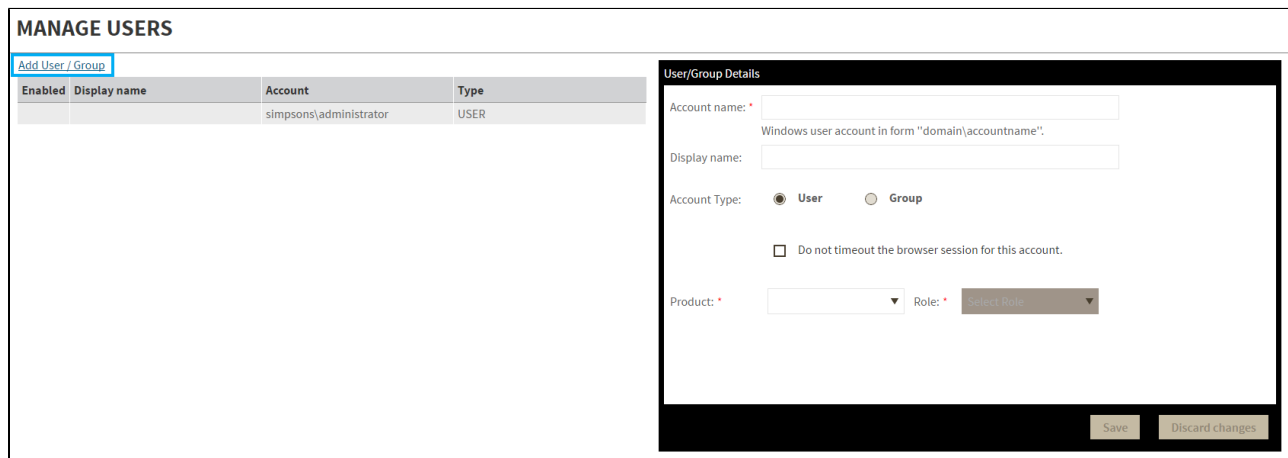 MANAGE USERS
Add User / Group
Enabled Display name Account Type
simpsons\administrator USER
User/Group Details
Account name: *
Windows user account in form "domain\accountname".
Display name:
Account Type: User Group
Do not timeout the browser session for this account.
Product: * Role: * Select Role
Save Discard changes